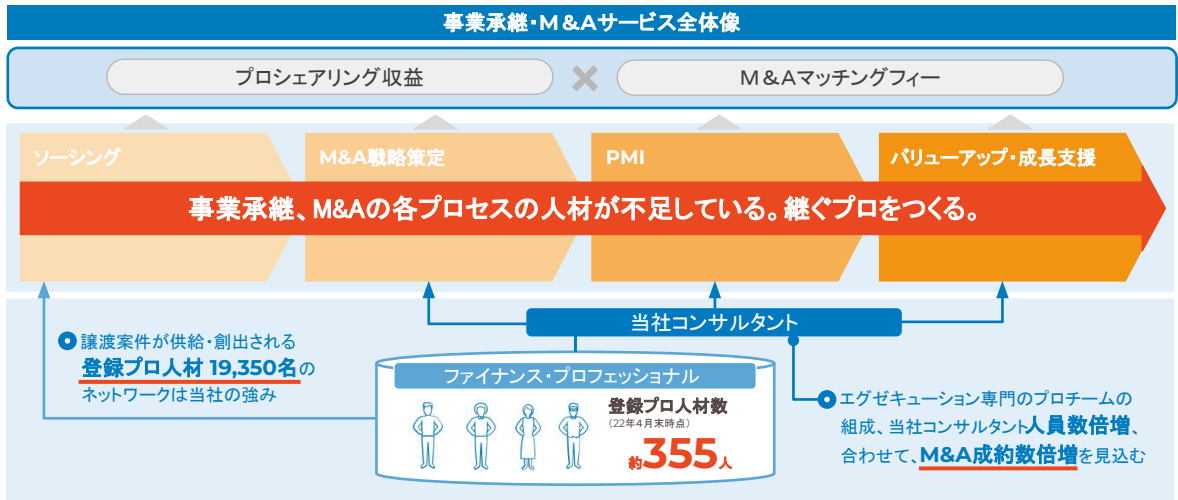 事業承継・M&Aサービス全体像
プロシェアリング収益
×
M&Aマッチングフィー
ソーシング
M&A戦略策定
PMI
バリューアップ・成長支援
事業承継、M&Aの各プロセスの人材が不足している。継ぐプロをつくる。
当社コンサルタント
譲渡案件が供給・創出される
登録プロ人材 19,350名の
ネットワークは当社の強み
ファイナンス・プロフェッショナル
登録プロ人材数
（22年4月末時点）
約355人
エグゼキューション専門のプロチームの
組成、当社コンサルタント人員数倍増、
合わせて、M&A成約数倍増を見込む